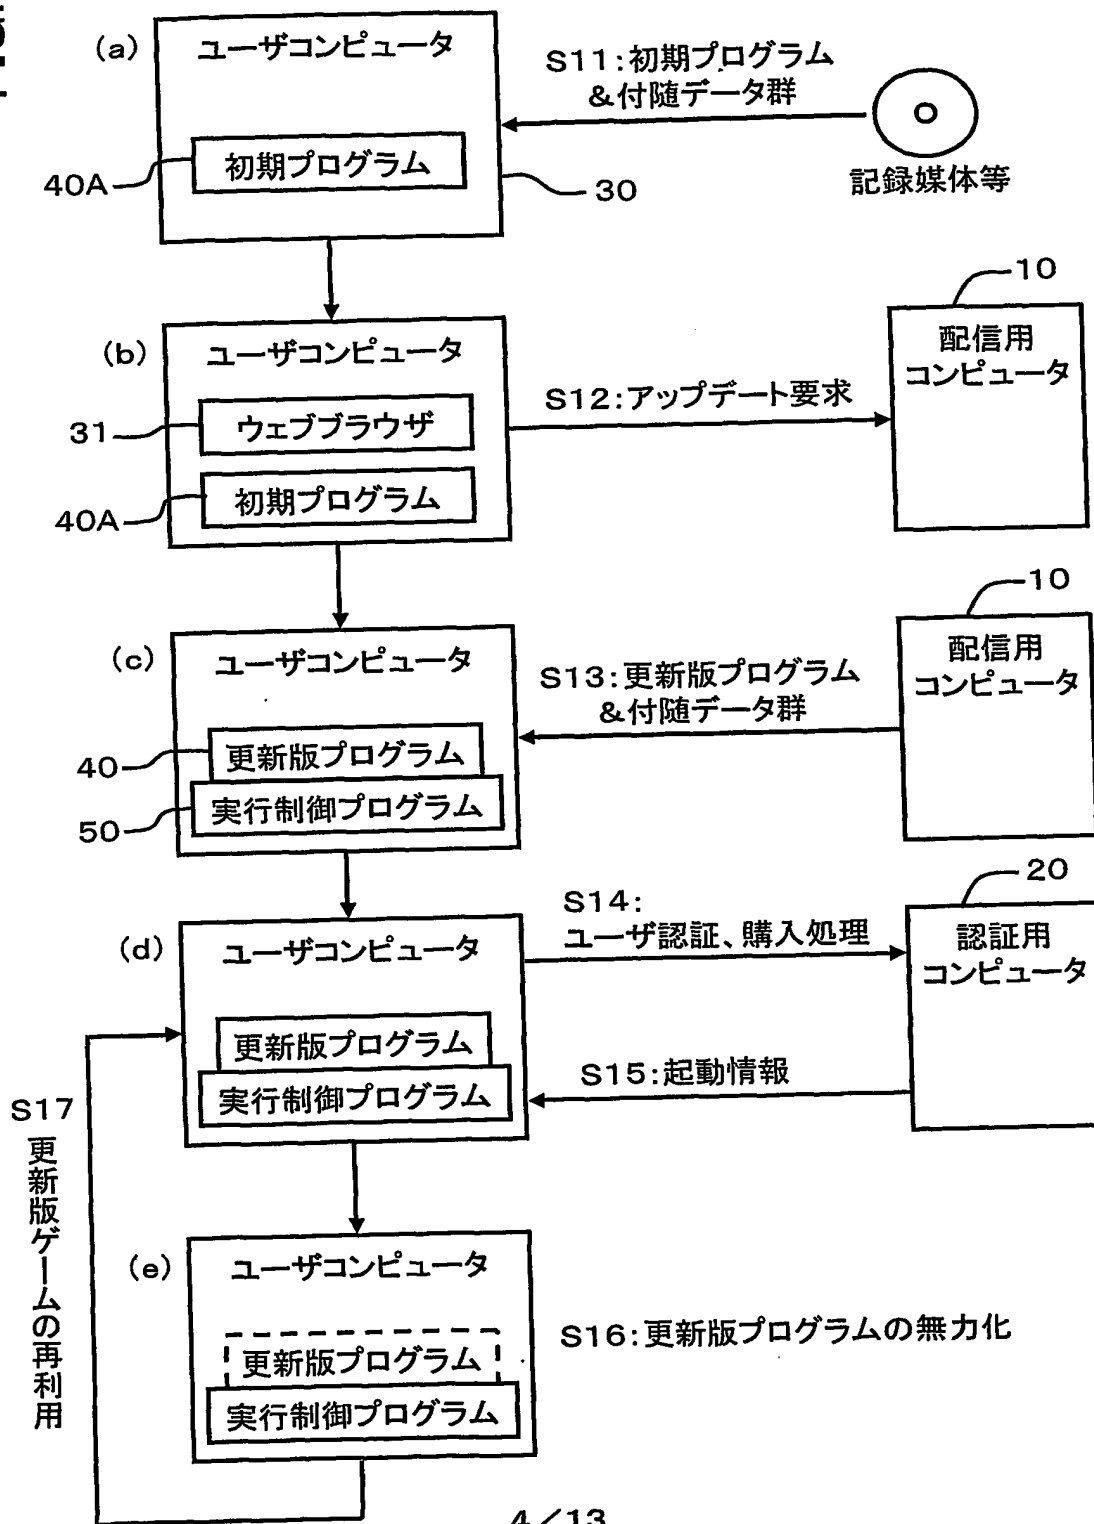 (a)
ユーザコンピュータ
S11:初期プログラム
&付随データ群
初期プログラム
40A
30
記録媒体等
(b)
ユーザコンピュータ
10
配信用
コンピュータ
S12:アップデート要求
31
ウェブブラウザ
40A
初期プログラム
10
(c)
ユーザコンピュータ
配信用
コンピュータ
S13:更新版プログラム
&付随データ群
40
更新版プログラム
50
実行制御プログラム
20
(d)
ユーザコンピュータ
S14:
ユーザ認証、購入処理
認証用
コンピュータ
更新版プログラム
実行制御プログラム
S15:起動情報
S17
更新版ゲームの再利用
(e)
ユーザコンピュータ
S16:更新版プログラムの無力化
更新版プログラム
実行制御プログラム
4/13